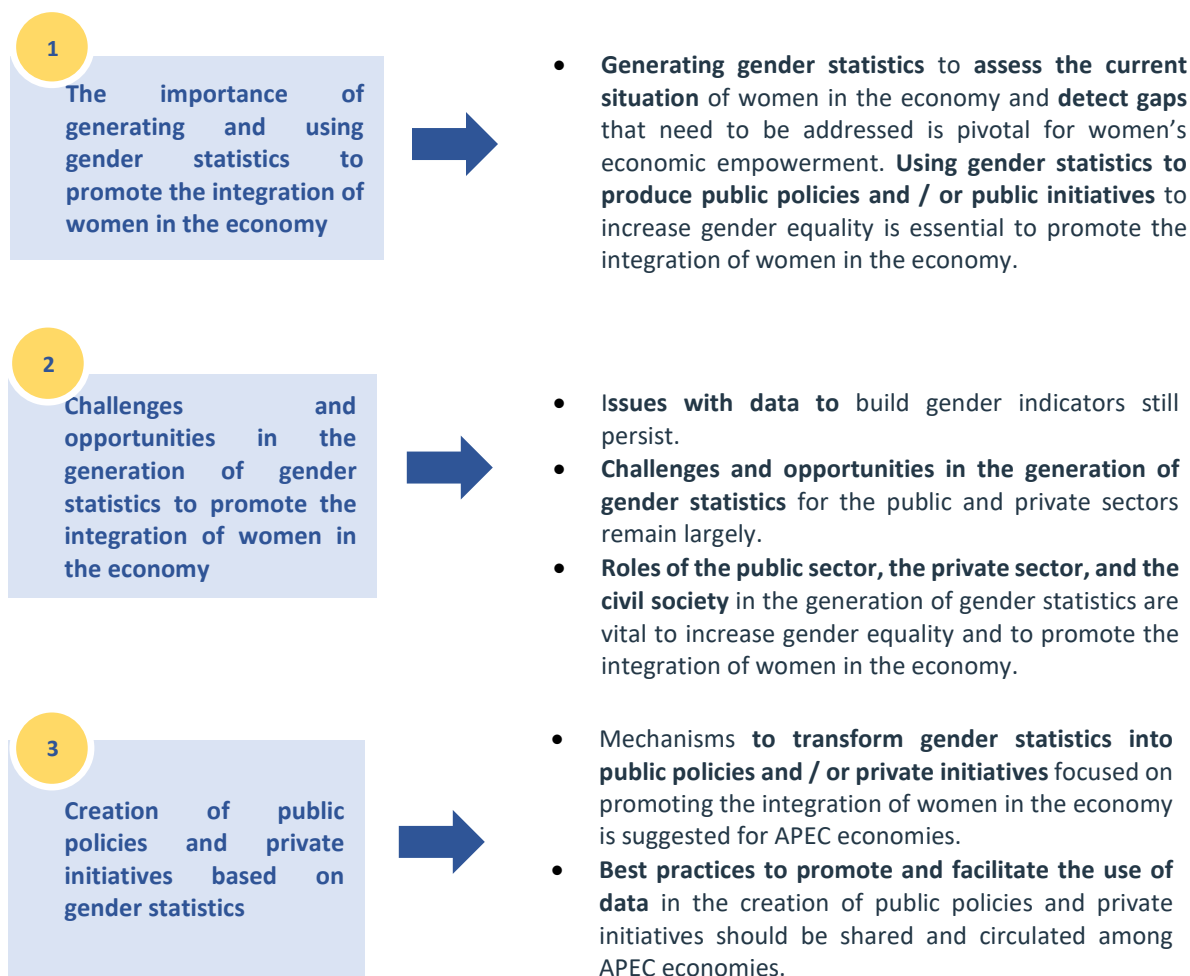 1
The importance of
generating and using
gender statistics to
promote the integration of
women in the economy
• Generating gender statistics to assess the current
situation of women in the economy and detect gaps
that need to be addressed is pivotal for women’s
economic empowerment. Using gender statistics to
produce public policies and / or public initiatives to
increase gender equality is essential to promote the
integration of women in the economy.
2
Challenges and
opportunities in the
generation of gender
statistics to promote the
integration of women in
the economy
• Issues with data to build gender indicators still
persist.
• Challenges and opportunities in the generation of
gender statistics for the public and private sectors
remain largely.
• Roles of the public sector, the private sector, and the
civil society in the generation of gender statistics are
vital to increase gender equality and to promote the
integration of women in the economy.
3
Creation of public
policies and private
initiatives based on
gender statistics
• Mechanisms to transform gender statistics into
public policies and / or private initiatives focused on
promoting the integration of women in the economy
is suggested for APEC economies.
• Best practices to promote and facilitate the use of
data in the creation of public policies and private
initiatives should be shared and circulated among
APEC economies.